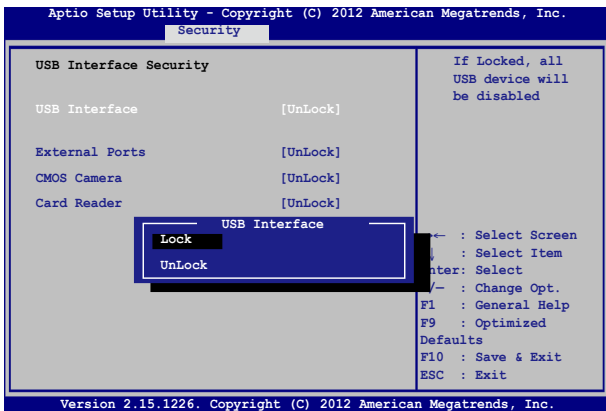 Aptio Setup Utility - Copyright (C) 2012 American Megatrends, Inc.
Security
USB Interface Security
USB Interface [UnLock]
External Ports [UnLock]
CMOS Camera [UnLock]
Card Reader [UnLock]
USB Interface
Lock
UnLock
If Locked, all
USB device will
be disabled
← : Select Screen
: Select Item
nter: Select
/— : Change Opt.
F1 : General Help
F9 : Optimized
Defaults
F10 : Save & Exit
ESC : Exit
Version 2.15.1226. Copyright (C) 2012 American Megatrends, Inc.